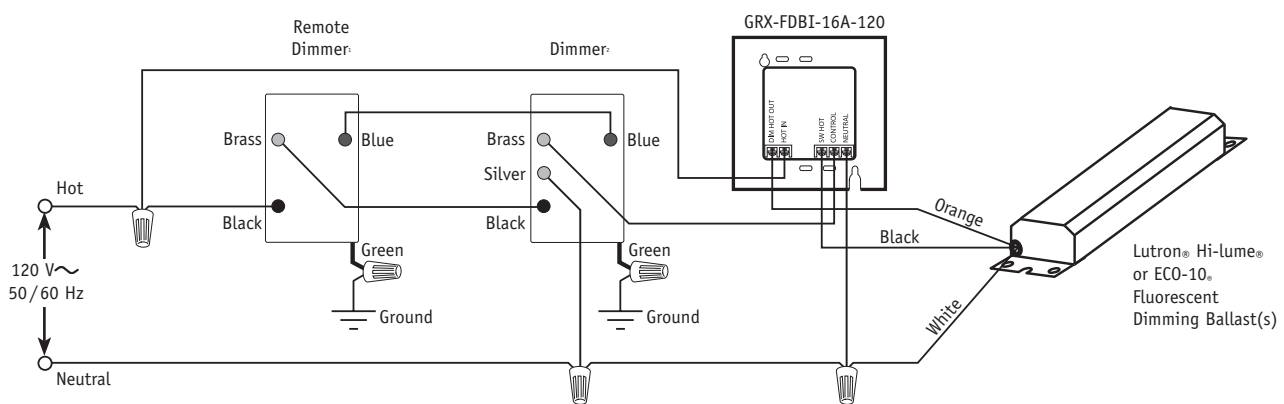 GRX-FDBI-16A-120
Remote
Dimmer1
Dimmer2
DIM HOT OUT
HOT IN
SW HOT
CONTROL
NEUTRAL
Brass
Blue
Brass
Blue
Silver
Hot
Black
Black
Orange
Black
Green
Green
120 V~
50/60 Hz
Ground
Ground
White
Lutron® Hi-lume®
or ECO-10®
Fluorescent
Dimming Ballast(s)
Neutral